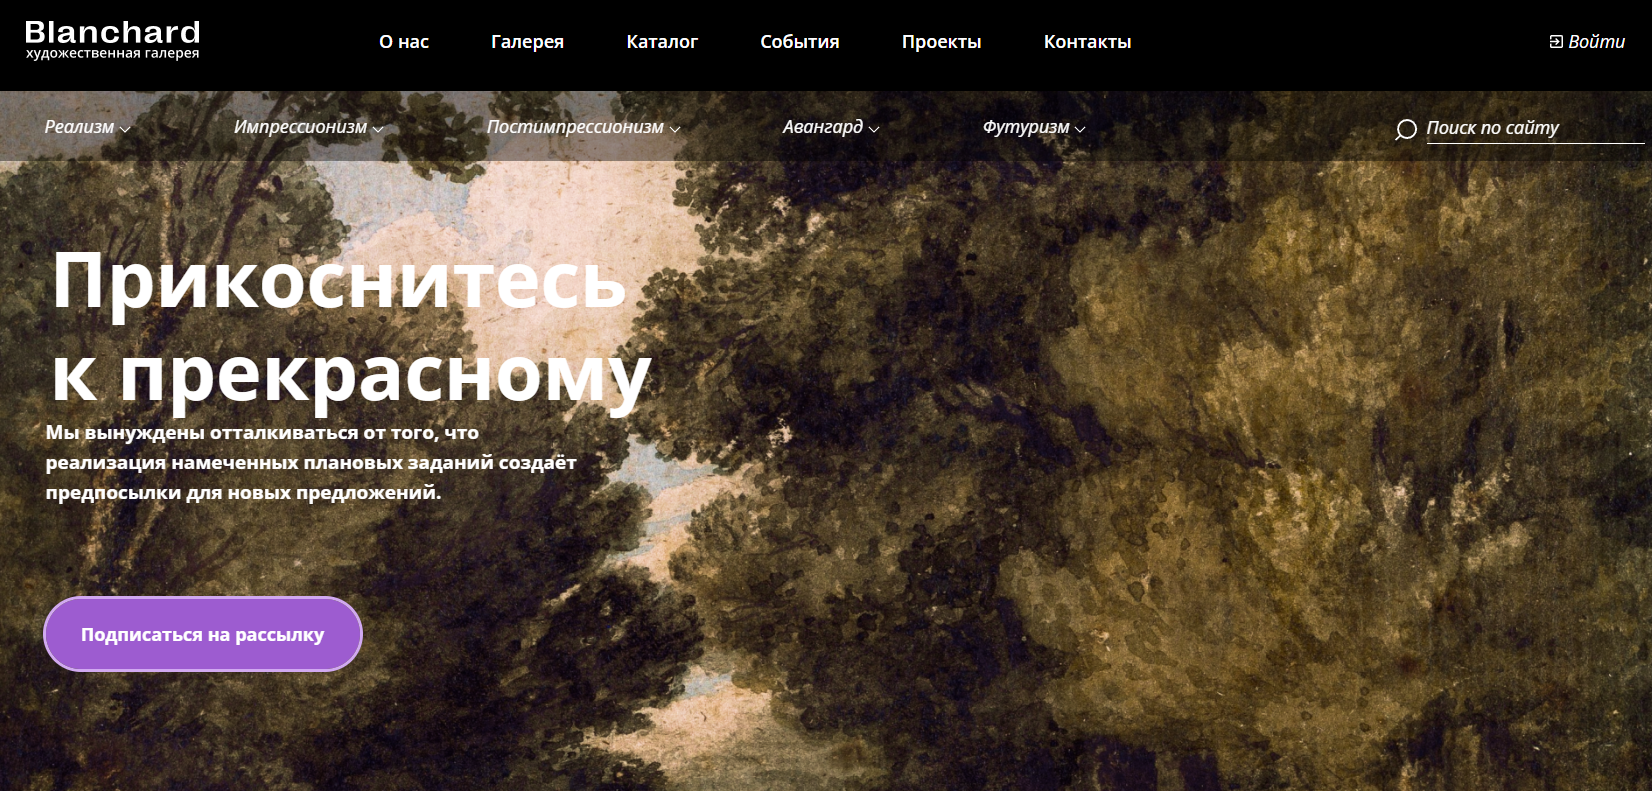 Blanchard
художественная галерея
О нас Галерея Каталог События Проекты Контакты Войти
Реализм Импрессионизм Постимпрессионизм Авангард Футуризм Поиск по сайту
Прикоснитесь
к прекрасному
Мы вынуждены отталкиваться от того, что
реализация намеченных плановых заданий создаёт
предпосылки для новых предложений.
Подписаться на рассылку